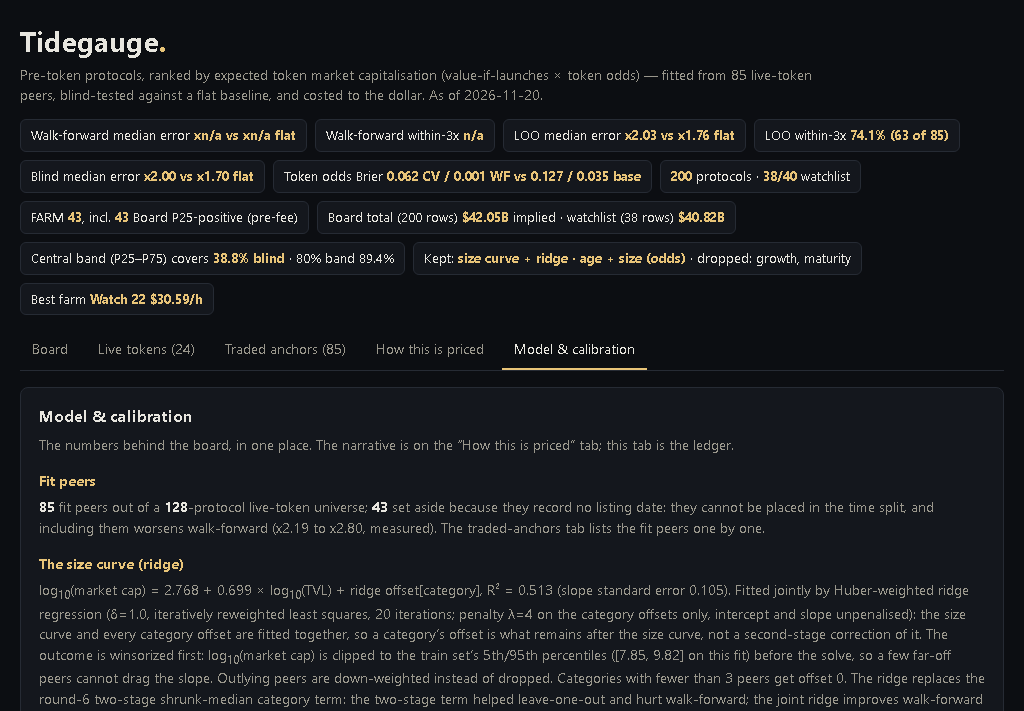 Tidegauge.
Pre-token protocols, ranked by expected token market capitalisation (value-if-launches × token odds) — fitted from 85 live-token
peers, blind-tested against a flat baseline, and costed to the dollar. As of 2026-11-20.
Walk-forward median error xn/a vs xn/a flat
Walk-forward within-3x n/a
LOO median error x2.03 vs x1.76 flat
LOO within-3x 74.1% (63 of 85)
Blind median error x2.00 vs x1.70 flat
Token odds Brier 0.062 CV / 0.001 WF vs 0.127 / 0.035 base
200 protocols · 38/40 watchlist
FARM 43, incl. 43 Board P25-positive (pre-fee)
Board total (200 rows) $42.05B implied · watchlist (38 rows) $40.82B
Central band (P25–P75) covers 38.8% blind · 80% band 89.4%
Kept: size curve + ridge · age + size (odds) · dropped: growth, maturity
Best farm Watch 22 $30.59/h
Board
Live tokens (24)
Traded anchors (85)
How this is priced
Model & calibration
Model & calibration
The numbers behind the board, in one place. The narrative is on the "How this is priced" tab; this tab is the ledger.
Fit peers
85 fit peers out of a 128-protocol live-token universe; 43 set aside because they record no listing date: they cannot be placed in the time split, and
including them worsens walk-forward (x2.19 to x2.80, measured). The traded-anchors tab lists the fit peers one by one.
The size curve (ridge)
log10(market cap) = 2.768 + 0.699 × log10(TVL) + ridge offset[category], R² = 0.513 (slope standard error 0.105). Fitted jointly by Huber-weighted ridge
regression (δ=1.0, iteratively reweighted least squares, 20 iterations; penalty λ=4 on the category offsets only, intercept and slope unpenalised): the size
curve and every category offset are fitted together, so a category's offset is what remains after the size curve, not a second-stage correction of it. The
outcome is winsorized first: log10(market cap) is clipped to the train set's 5th/95th percentiles ([7.85, 9.82] on this fit) before the solve, so a few far-off
peers cannot drag the slope. Outlying peers are down-weighted instead of dropped. Categories with fewer than 3 peers get offset 0. The ridge replaces the
round-6 two-stage shrunk-median category term: the two-stage term helped leave-one-out and hurt walk-forward; the joint ridge improves walk-forward